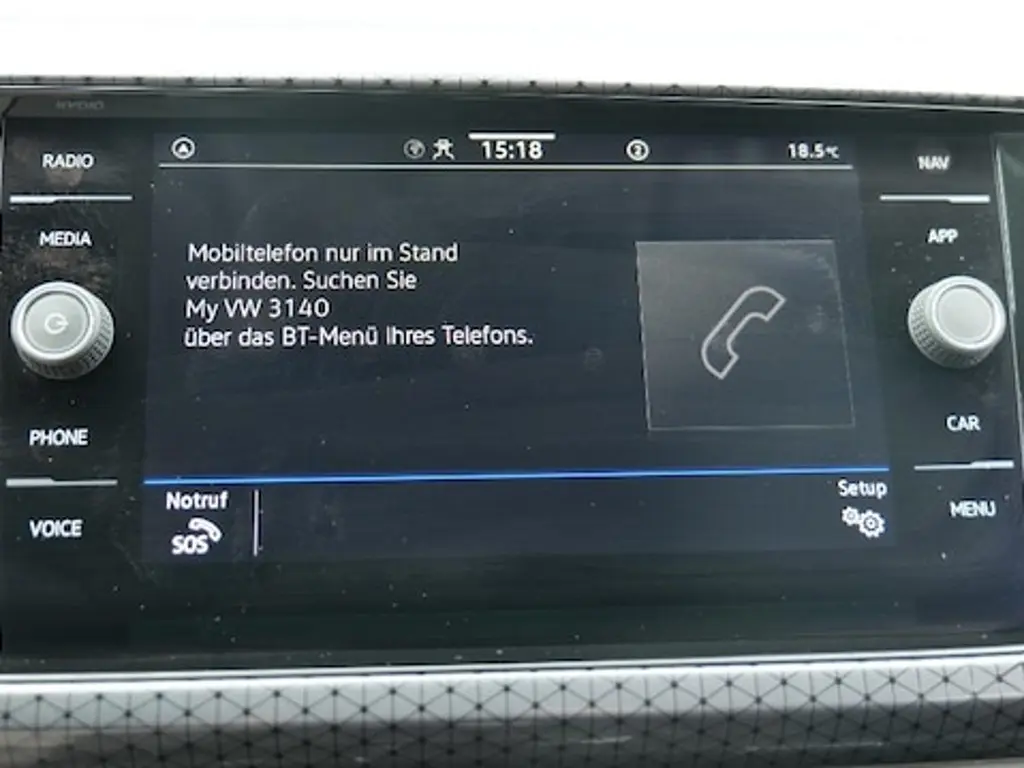 RADIO
15:18
2
18.5°C
NAV
MEDIA
APP
Mobiltelefon nur im Stand
verbinden. Suchen Sie
My VW 3140
über das BT-Menü Ihres Telefons.
PHONE
CAR
Notruf
SOS
Setup
VOICE
MENU